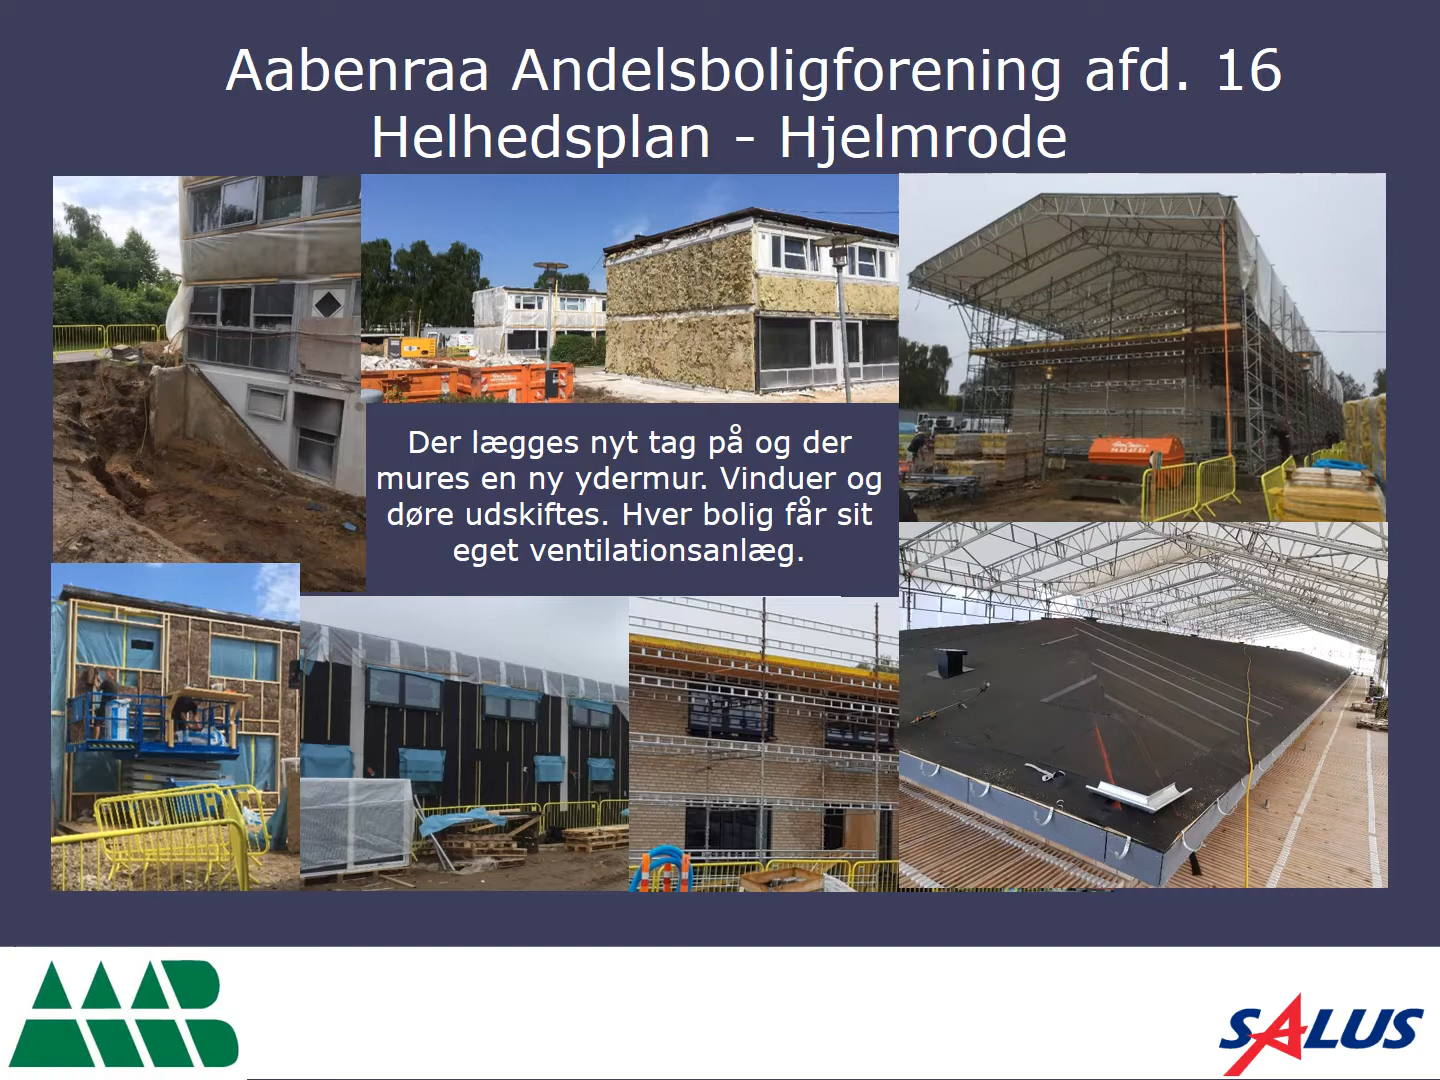 Aabenraa Andelsboligforening afd. 16
Helhedsplan - Hjelmrode
Der lægges nyt tag på og der
mures en ny ydermur. Vinduer og
døre udskiftes. Hver bolig får sit
eget ventilationsanlæg.
AAB
SALUS